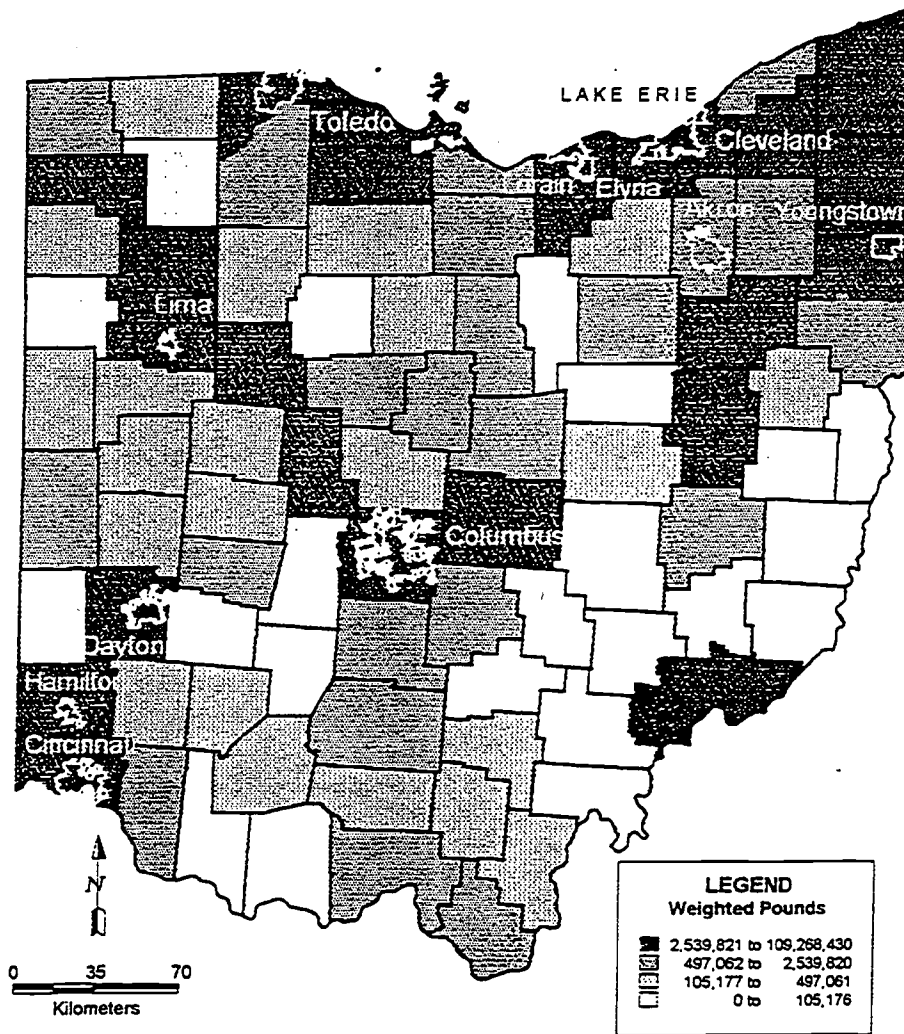 LAKE ERIE
Toledo
Cleveland
Lorain
Elyria
Akron
Youngstown
Lima
Columbus
Dayton
Hamilton
Cincinnati
N
0 35 70
Kilometers
LEGEND
Weighted Pounds
2,539,821 to 109,268,430
497,062 to 2,539,820
105,177 to 497,061
0 to 105,176